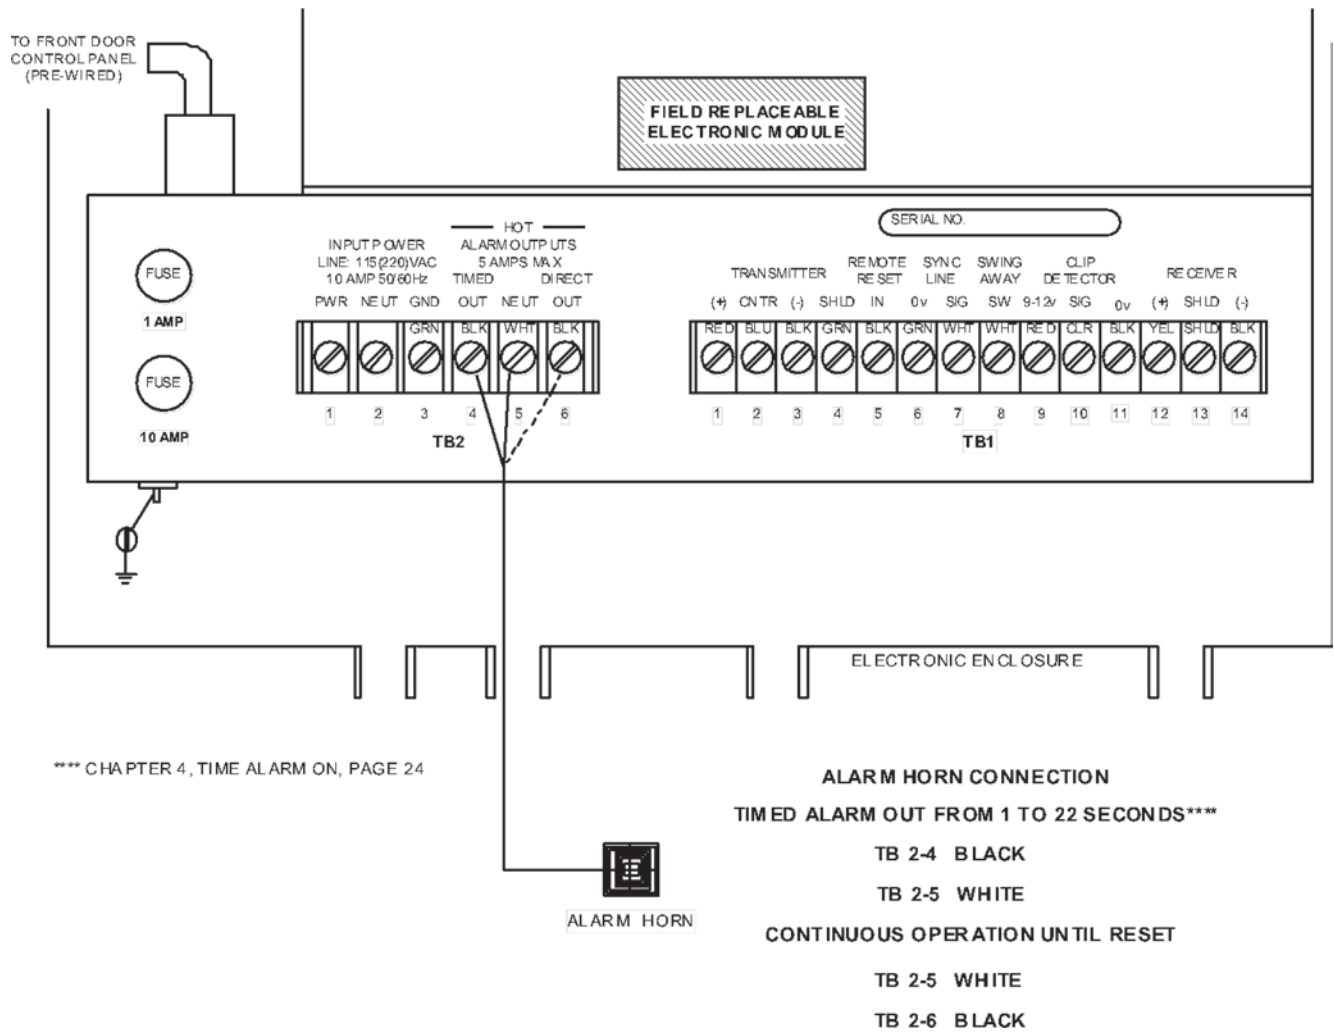 TO FRONT DOOR
CONTROL PANEL
(PRE-WIRED)
FIELD REPLACEABLE
ELECTRONIC MODULE
SERIAL NO.
HOT
INPUT POWER
LINE: 115(220)VAC
10 AMP 50/60Hz
ALARM OUTPUTS
5 AMPS MAX
TIMED DIRECT
PWR NEUT GND OUT NEUT OUT
GRN BLK WHT BLK
1 2 3 4 5 6
TB2
FUSE
1 AMP
FUSE
10 AMP
TRANSMITTER
REMOTE
RESET
SYNC
LINE
SWING
AWAY
CLIP
DETECTOR
RECEIVER
(+) CNTR (-) SHLD IN 0v SIG SW 9-12v SIG 0v (+) SHLD (-)
RED BLU BLK GRN BLK GRN WHT WHT RED CLR BLK YEL SHLD BLK
1 2 3 4 5 6 7 8 9 10 11 12 13 14
TB1
ELECTRONIC ENCLOSURE
**** CHAPTER 4, TIME ALARM ON, PAGE 24
ALARM HORN
ALARM HORN CONNECTION
TIMED ALARM OUT FROM 1 TO 22 SECONDS****
TB 2-4 BLACK
TB 2-5 WHITE
CONTINUOUS OPERATION UNTIL RESET
TB 2-5 WHITE
TB 2-6 BLACK